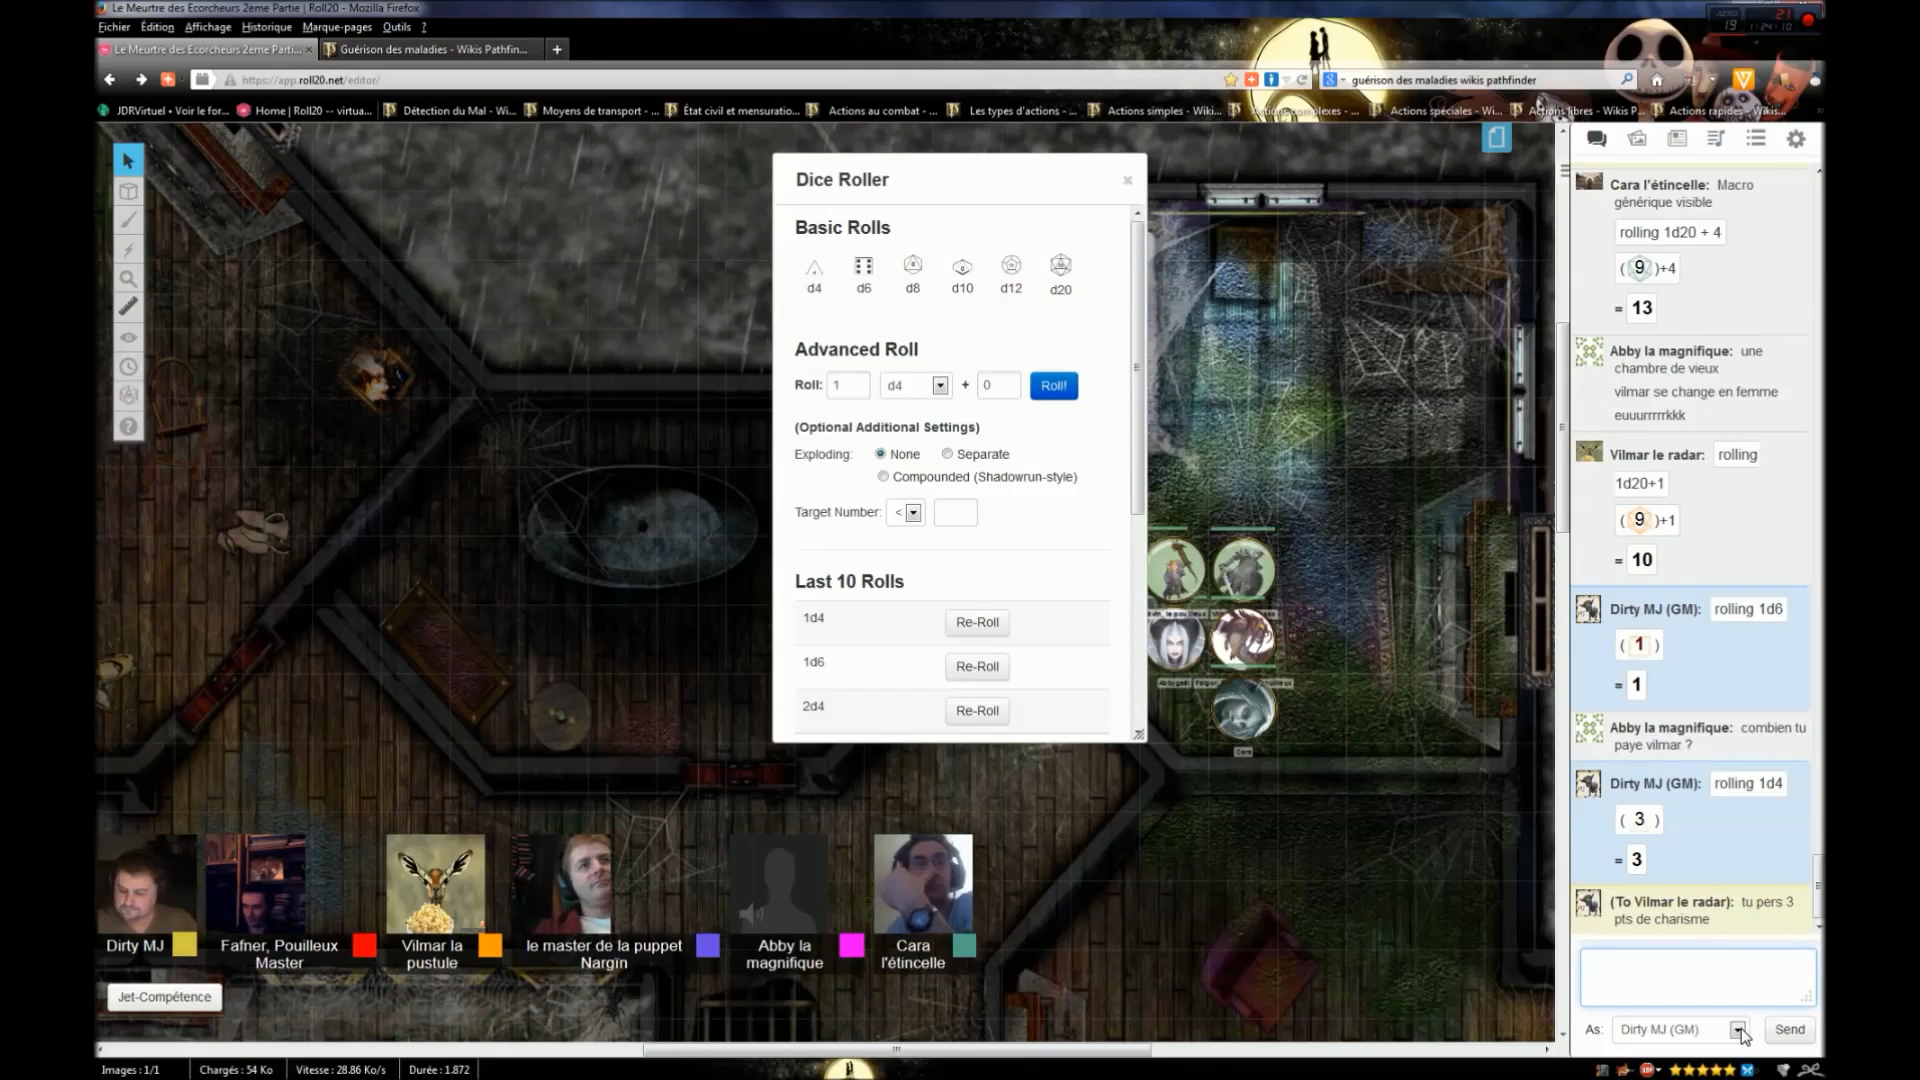 Le Meurtre des Ecorcheurs 2eme Partie | Roll20 - Mozilla Firefox
Fichier Édition Affichage Historique Marque-pages Outils ?
Le Meurtre des Ecorcheurs 2eme Parti... × Guérison des maladies - Wikis Pathfin... +
https://app.roll20.net/editor/
guérison des maladies wikis pathfinder
JDRVirtuel • Voir le for... Home | Roll20 -- virtua... Détection du Mal - Wi... Moyens de transport - ... État civil et mensuratio... Actions au combat - ... Les types d'actions - ... Actions simples - Wiki... Actions complexes - ... Actions spéciales - Wi... Actions libres - Wikis P... Actions rapides - Wikis...
Dice Roller
Basic Rolls
d4 d6 d8 d10 d12 d20
Advanced Roll
Roll: 1 d4 + 0 Roll!
(Optional Additional Settings)
Exploding: None Separate
Compounded (Shadowrun-style)
Target Number: <
Last 10 Rolls
1d4 Re-Roll
1d6 Re-Roll
2d4 Re-Roll
Cara
Cara l'étincelle: Macro
générique visible
rolling 1d20 + 4
(9)+4
= 13
Abby la magnifique: une
chambre de vieux
vilmar se change en femme
euuurrrrrkkk
Vilmar le radar: rolling
1d20+1
(9)+1
= 10
Dirty MJ (GM): rolling 1d6
(1)
= 1
Abby la magnifique: combien tu
paye vilmar ?
Dirty MJ (GM): rolling 1d4
(3)
= 3
(To Vilmar le radar): tu pers 3
pts de charisme
As: Dirty MJ (GM) Send
Dirty MJ
Fafner, Pouilleux
Master
Vilmar la
pustule
le master de la puppet
Nargïn
Abby la
magnifique
Cara
l'étincelle
Jet-Compétence
Images : 1/1 Chargés : 54 Ko Vitesse : 28.86 Ko/s Durée : 1.872